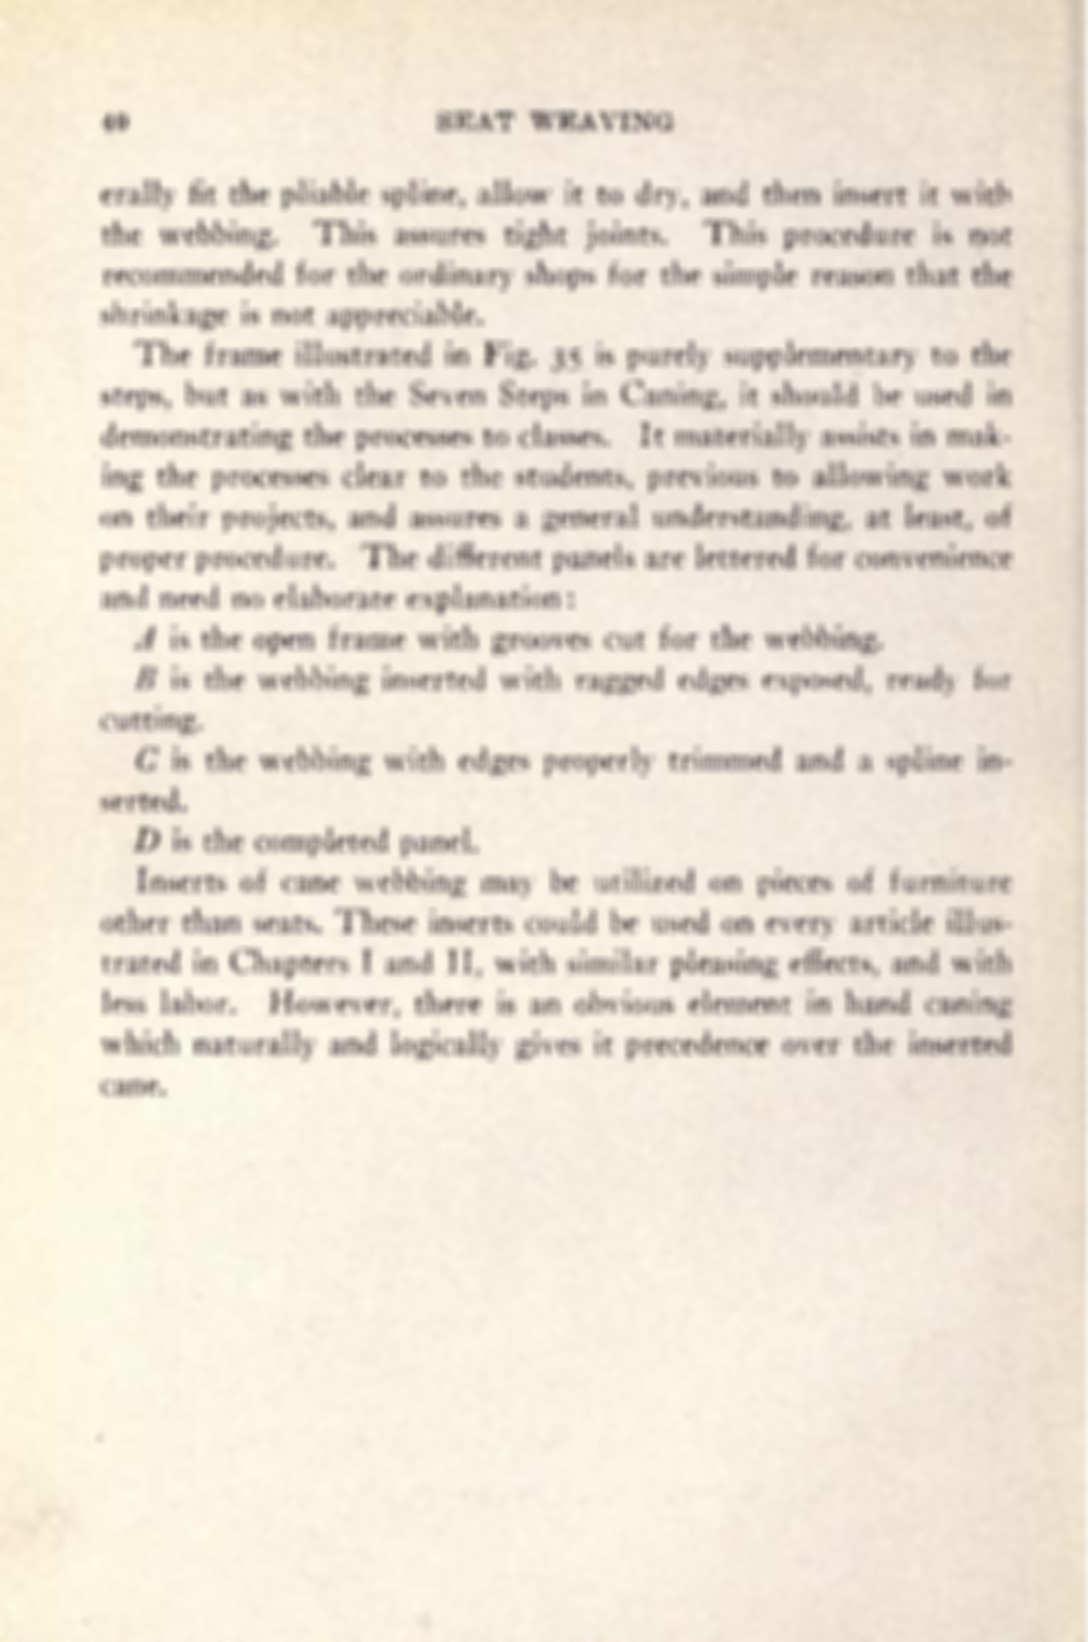 40 SEAT WEAVING
erally fit the pliable spline, allow it to dry, and then insert it with
the webbing. This assures tight joints. This procedure is not
recommended for the ordinary shops for the simple reason that the
shrinkage is not appreciable.
The frame illustrated in Fig. 35 is purely supplementary to the
steps, but as with the Seven Steps in Caning, it should be used in
demonstrating the processes to classes. It materially assists in mak-
ing the processes clear to the students, previous to allowing work
on their projects, and assures a general understanding, at least, of
proper procedure. The different panels are lettered for convenience
and need no elaborate explanation:
A is the open frame with grooves cut for the webbing.
B is the webbing inserted with ragged edges exposed, ready for
cutting.
C is the webbing with edges properly trimmed and a spline in-
serted.
D is the completed panel.
Inserts of cane webbing may be utilized on pieces of furniture
other than seats. These inserts could be used on every article illus-
trated in Chapters I and II, with similar pleasing effects, and with
less labor. However, there is an obvious element in hand caning
which naturally and logically gives it precedence over the inserted
cane.